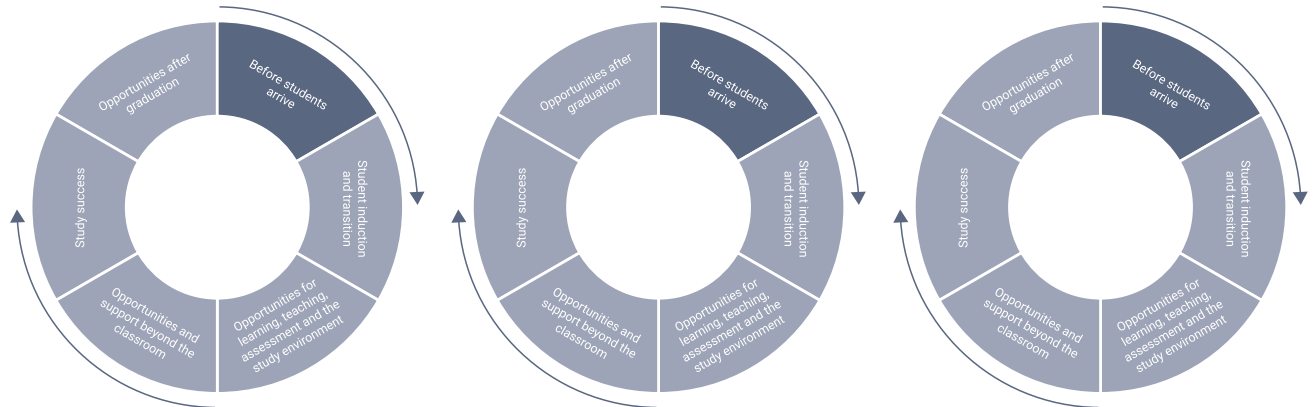 Before students
arrive
Student induction
and transition
Opportunities for
learning, teaching,
assessment and the
study environment
Opportunities and
support beyond the
classroom
Study success
Opportunities after
graduation
Before students
arrive
Student induction
and transition
Opportunities for
learning, teaching,
assessment and the
study environment
Opportunities and
support beyond the
classroom
Study success
Opportunities after
graduation
Before students
arrive
Student induction
and transition
Opportunities for
learning, teaching,
assessment and the
study environment
Opportunities and
support beyond the
classroom
Study success
Opportunities after
graduation